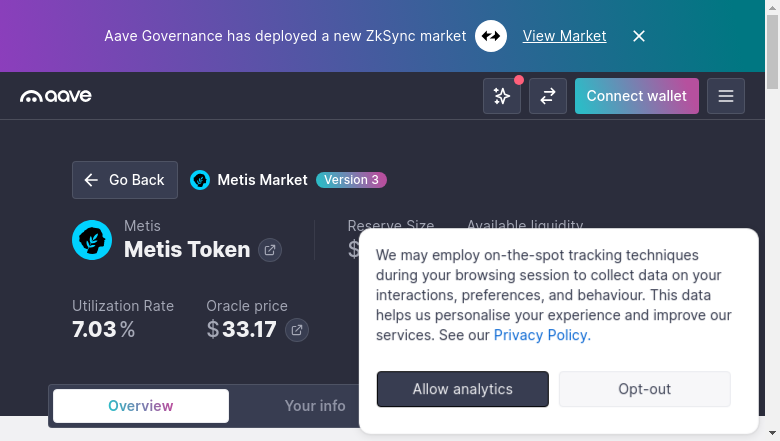 Aave Governance has deployed a new ZkSync market View Market
aave
Connect wallet
Go Back
Metis Market
Version 3
Metis
Metis Token
Reserve Size
$
Available liquidity
Utilization Rate
7.03%
Oracle price
$33.17
We may employ on-the-spot tracking techniques
during your browsing session to collect data on your
interactions, preferences, and behaviour. This data
helps us personalise your experience and improve our
services. See our Privacy Policy.
Allow analytics
Opt-out
Overview
Your info